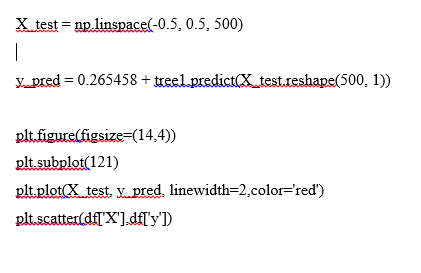 X_test = np.linspace(-0.5, 0.5, 500)
y_pred = 0.265458 + tree1.predict(X_test.reshape(500, 1))
plt.figure(figsize=(14,4))
plt.subplot(121)
plt.plot(X_test, y_pred, linewidth=2,color='red')
plt.scatter(df['X'],df['y'])